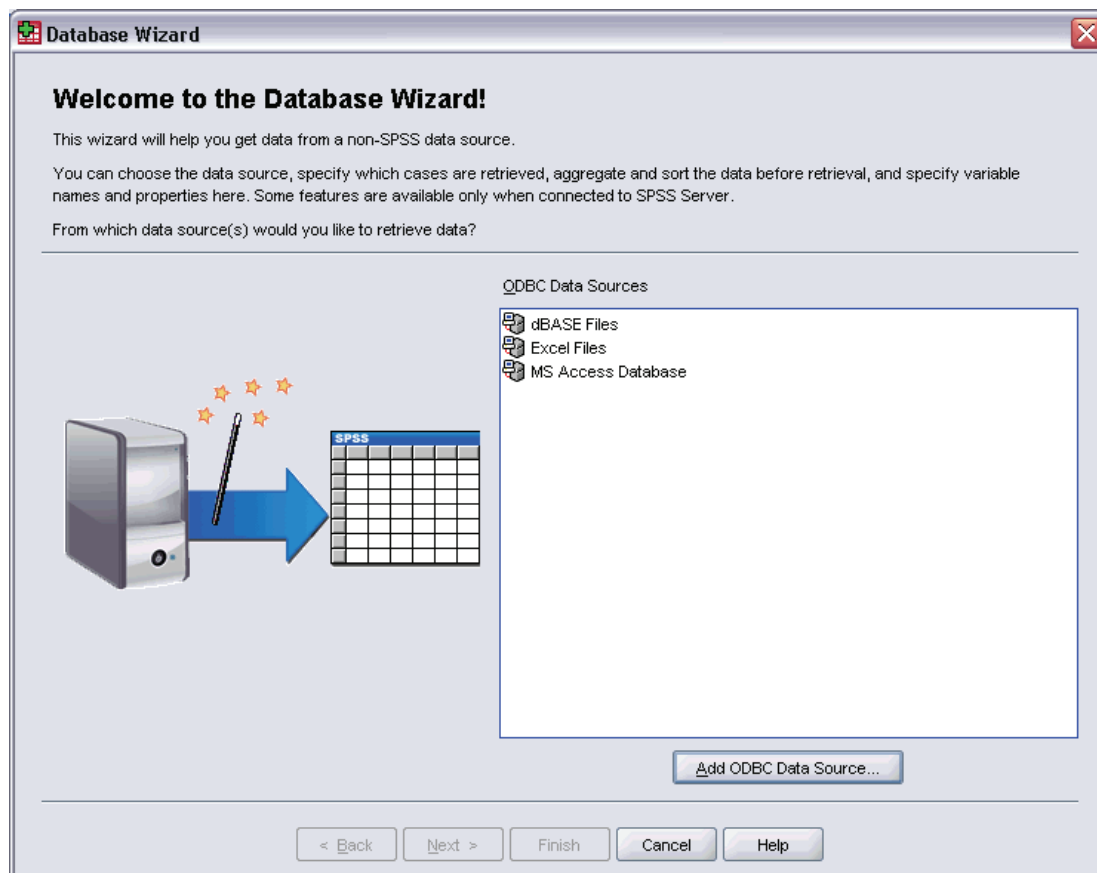 Database Wizard
Welcome to the Database Wizard!
This wizard will help you get data from a non-SPSS data source.
You can choose the data source, specify which cases are retrieved, aggregate and sort the data before retrieval, and specify variable
names and properties here. Some features are available only when connected to SPSS Server.
From which data source(s) would you like to retrieve data?
ODBC Data Sources
dBASE Files
Excel Files
MS Access Database
SPSS
Add ODBC Data Source...
< Back
Next >
Finish
Cancel
Help